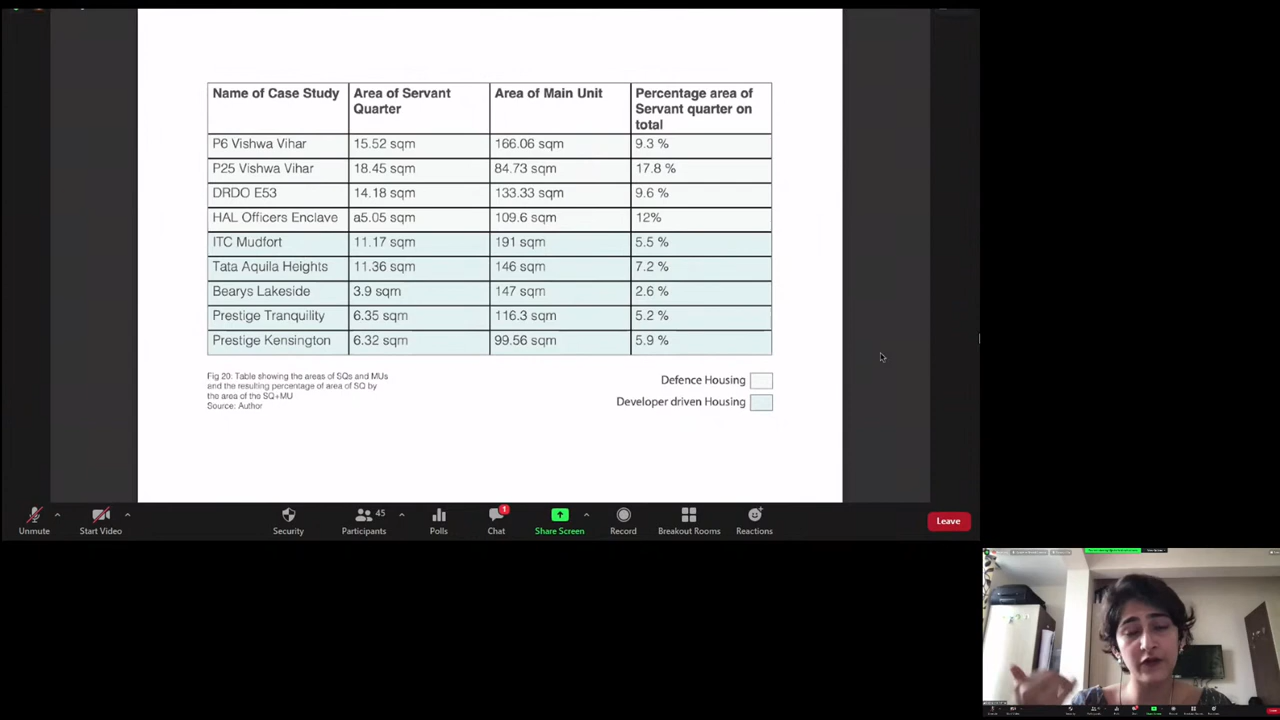 Name of Case Study Area of Servant Quarter Area of Main Unit Percentage area of Servant quarter on total
P6 Vishwa Vihar 15.52 sqm 166.06 sqm 9.3 %
P25 Vishwa Vihar 18.45 sqm 84.73 sqm 17.8 %
DRDO E53 14.18 sqm 133.33 sqm 9.6 %
HAL Officers Enclave a5.05 sqm 109.6 sqm 12%
ITC Mudfort 11.17 sqm 191 sqm 5.5 %
Tata Aquila Heights 11.36 sqm 146 sqm 7.2 %
Bearys Lakeside 3.9 sqm 147 sqm 2.6 %
Prestige Tranquility 6.35 sqm 116.3 sqm 5.2 %
Prestige Kensington 6.32 sqm 99.56 sqm 5.9 %
Fig 20: Table showing the areas of SQs and MUs
and the resulting percentage of area of SQ by
the area of the SQ+MU
Source: Author
Defence Housing
Developer driven Housing
45
1
Unmute Start Video Security Participants Polls Chat Share Screen Record Breakout Rooms Reactions Leave